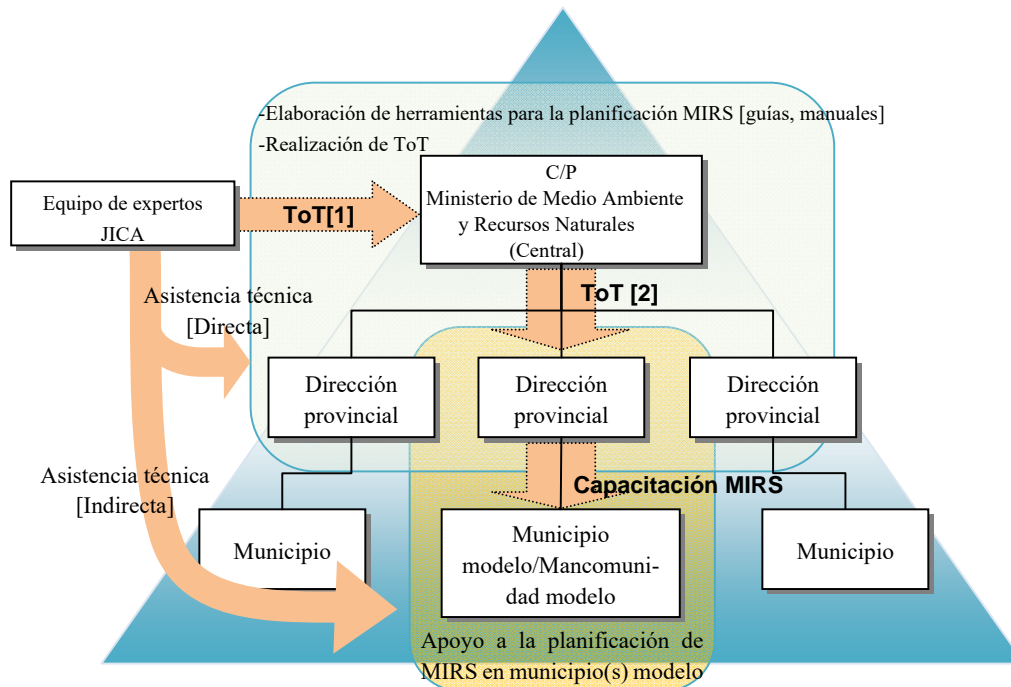 -Elaboración de herramientas para la planificación MIRS [guías, manuales]
-Realización de ToT
C/P
Ministerio de Medio Ambiente
y Recursos Naturales
(Central)
Equipo de expertos
JICA
ToT[1]
ToT [2]
Asistencia técnica
[Directa]
Dirección
provincial
Dirección
provincial
Dirección
provincial
Asistencia técnica
[Indirecta]
Capacitación MIRS
Municipio
Municipio
modelo/Mancomuni-
dad modelo
Municipio
Apoyo a la planificación de
MIRS en municipio(s) modelo